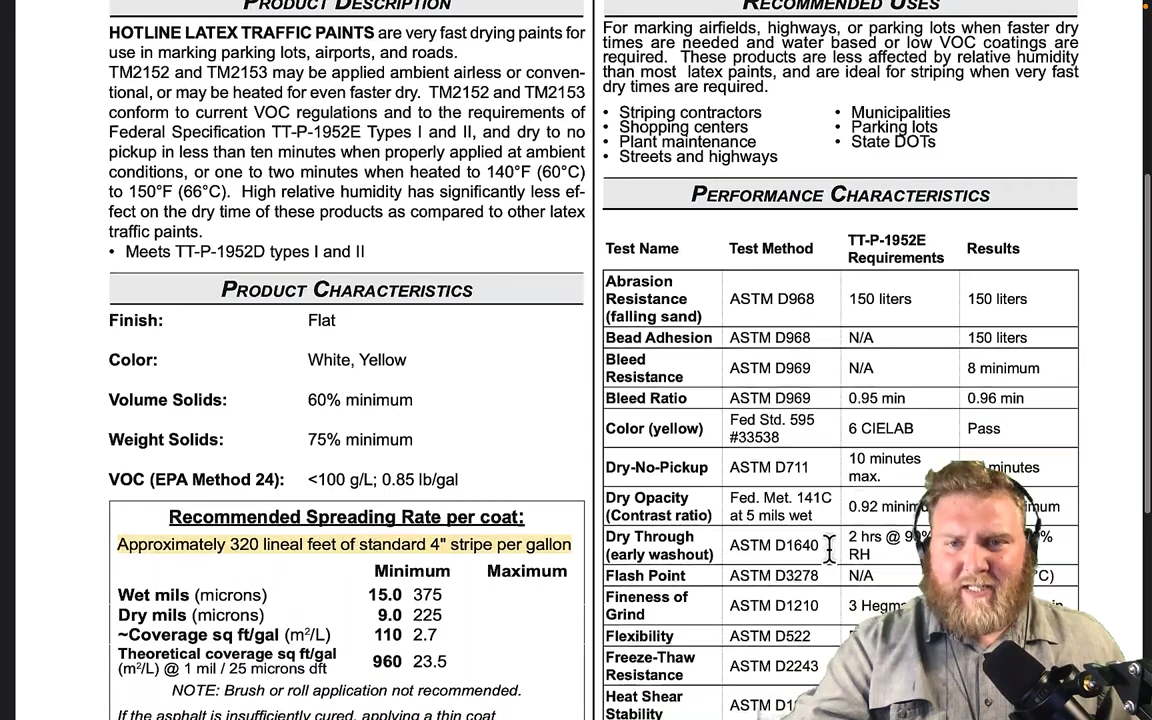 PRODUCT DESCRIPTION
HOTLINE LATEX TRAFFIC PAINTS are very fast drying paints for
use in marking parking lots, airports, and roads.
TM2152 and TM2153 may be applied ambient airless or conven-
tional, or may be heated for even faster dry. TM2152 and TM2153
conform to current VOC regulations and to the requirements of
Federal Specification TT-P-1952E Types I and II, and dry to no
pickup in less than ten minutes when properly applied at ambient
conditions, or one to two minutes when heated to 140°F (60°C)
to 150°F (66°C). High relative humidity has significantly less ef-
fect on the dry time of these products as compared to other latex
traffic paints.
• Meets TT-P-1952D types I and II
PRODUCT CHARACTERISTICS
Finish: Flat
Color: White, Yellow
Volume Solids: 60% minimum
Weight Solids: 75% minimum
VOC (EPA Method 24): <100 g/L; 0.85 lb/gal
Recommended Spreading Rate per coat:
Approximately 320 lineal feet of standard 4" stripe per gallon
Minimum Maximum
Wet mils (microns) 15.0 375
Dry mils (microns) 9.0 225
~Coverage sq ft/gal (m²/L) 110 2.7
Theoretical coverage sq ft/gal
(m²/L) @ 1 mil / 25 microns dft 960 23.5
NOTE: Brush or roll application not recommended.
If the asphalt is insufficiently cured, applying a thin coat
RECOMMENDED USES
For marking airfields, highways, or parking lots when faster dry
times are needed and water based or low VOC coatings are
required. These products are less affected by relative humidity
than most latex paints, and are ideal for striping when very fast
dry times are required.
• Striping contractors
• Shopping centers
• Plant maintenance
• Streets and highways
• Municipalities
• Parking lots
• State DOTs
PERFORMANCE CHARACTERISTICS
Test Name Test Method TT-P-1952E Requirements Results
Abrasion Resistance (falling sand) ASTM D968 150 liters 150 liters
Bead Adhesion ASTM D968 N/A 150 liters
Bleed Resistance ASTM D969 N/A 8 minimum
Bleed Ratio ASTM D969 0.95 min 0.96 min
Color (yellow) Fed Std. 595 #33538 6 CIELAB Pass
Dry-No-Pickup ASTM D711 10 minutes max. minutes
Dry Opacity (Contrast ratio) Fed. Met. 141C at 5 mils wet 0.92
Dry Through (early washout) ASTM D1640 2 hrs @ RH
Flash Point ASTM D3278 N/A
Fineness of Grind ASTM D1210 3
Flexibility ASTM D522
Freeze-Thaw Resistance ASTM D2243
Heat Shear Stability ASTM